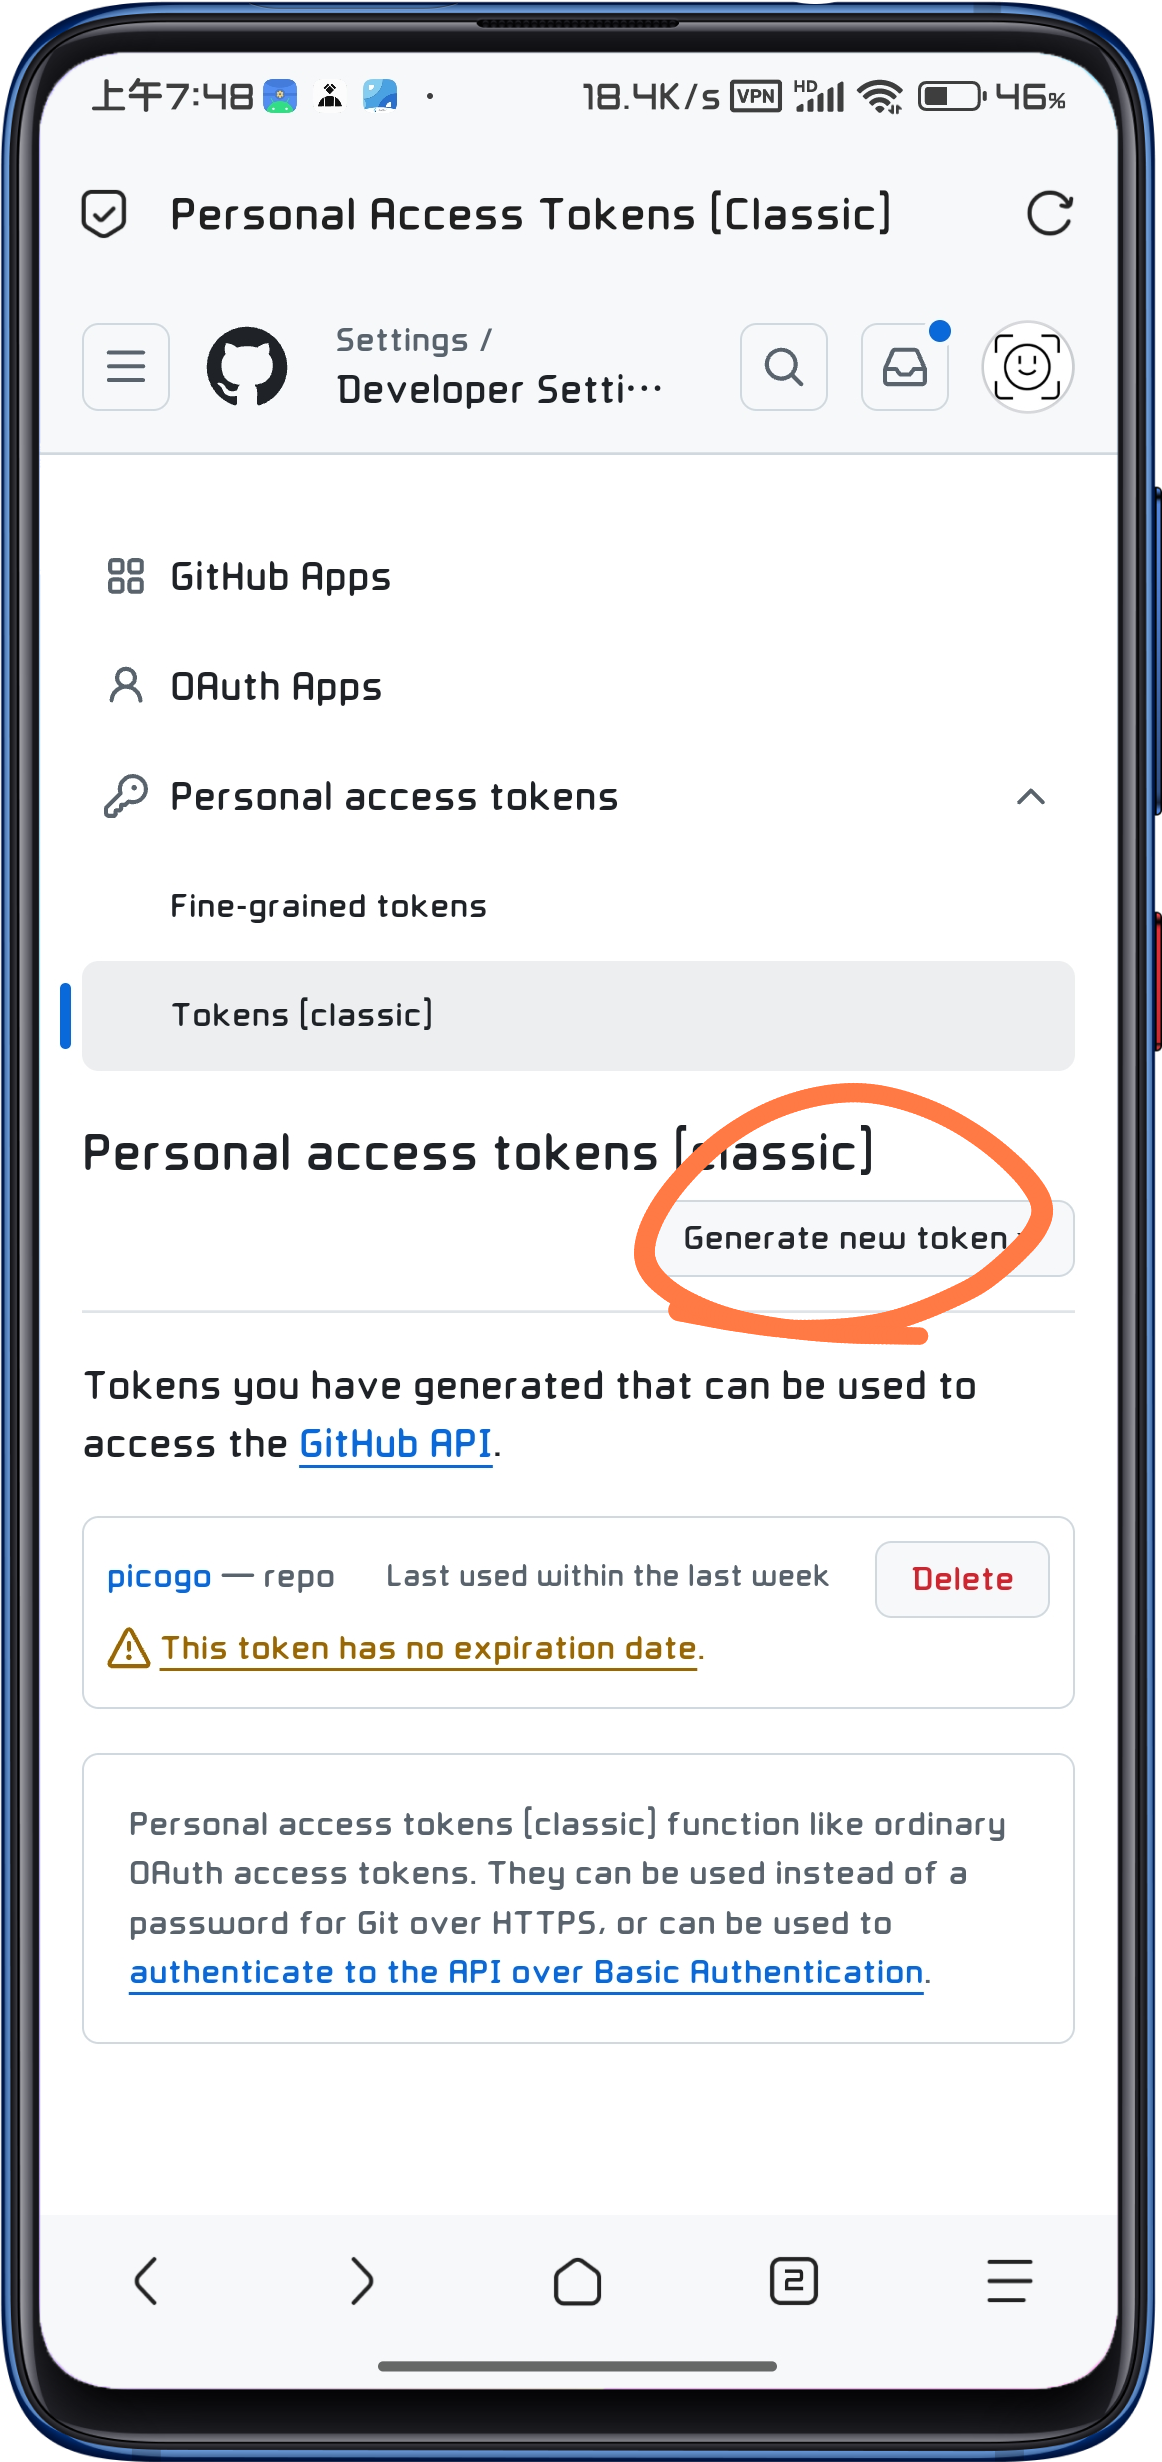 上午7:48
18.4K/s VPN HD 46%
Personal Access Tokens [Classic]
Settings /
Developer Setti···
GitHub Apps
OAuth Apps
Personal access tokens
Fine-grained tokens
Tokens [classic]
Personal access tokens [classic]
Generate new token
Tokens you have generated that can be used to
access the GitHub API.
picogo — repo Last used within the last week Delete
This token has no expiration date.
Personal access tokens [classic] function like ordinary
OAuth access tokens. They can be used instead of a
password for Git over HTTPS, or can be used to
authenticate to the API over Basic Authentication.
2